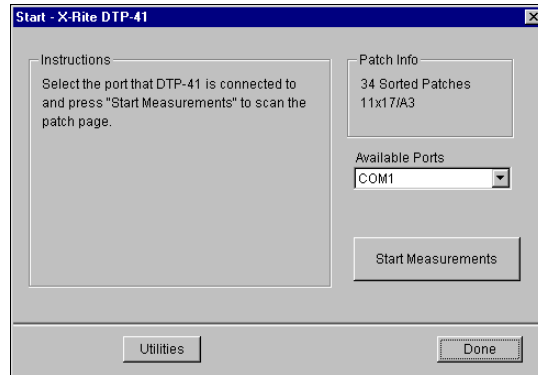 Start - X-Rite DTP-41
Instructions
Select the port that DTP-41 is connected to
and press "Start Measurements" to scan the
patch page.
Patch Info
34 Sorted Patches
11x17/A3
Available Ports
COM1
Start Measurements
Utilities
Done